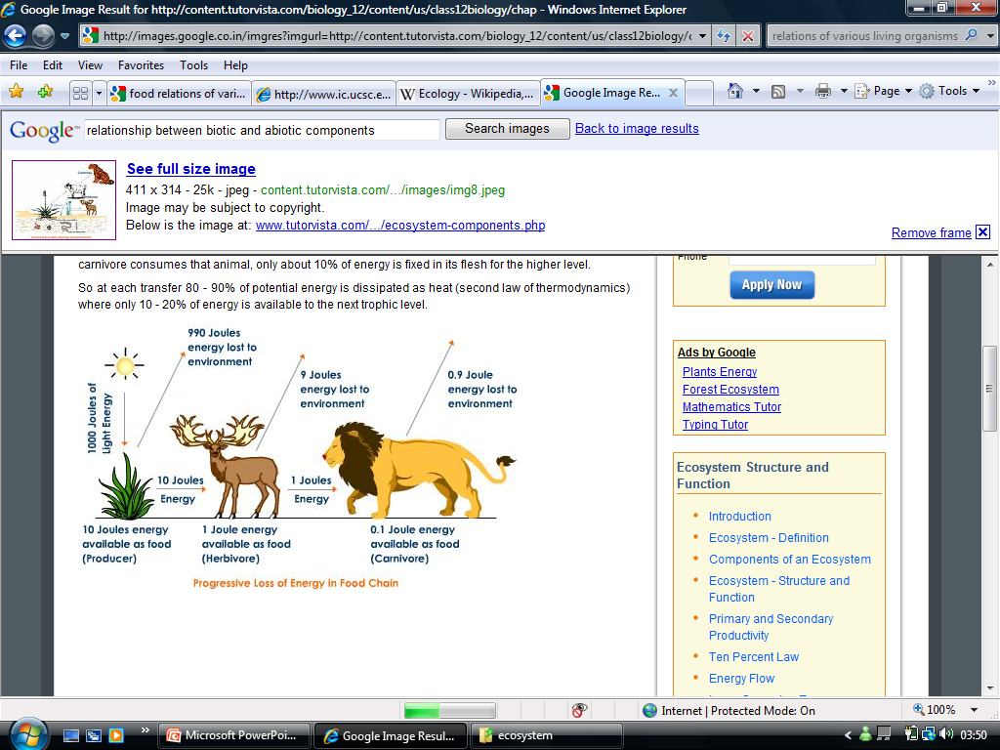 Google Image Result for http://content.tutorvista.com/biology_12/content/us/class12biology/chap - Windows Internet Explorer
http://images.google.co.in/imgres?imgurl=http://content.tutorvista.com/biology_12/content/us/class12biology/c
relations of various living organisms
File Edit View Favorites Tools Help
food relations of vari...
http://www.ic.ucsc.e...
Ecology - Wikipedia,...
Google Image Re...
Page
Tools
Google™
relationship between biotic and abiotic components
Search images
Back to image results
See full size image
411 x 314 - 25k - jpeg - content.tutorvista.com/.../images/img8.jpeg
Image may be subject to copyright.
Below is the image at: www.tutorvista.com/.../ecosystem-components.php
Remove frame
carnivore consumes that animal, only about 10% of energy is fixed in its flesh for the higher level.
So at each transfer 80 - 90% of potential energy is dissipated as heat (second law of thermodynamics)
where only 10 - 20% of energy is available to the next trophic level.
990 Joules
energy lost to
environment
9 Joules
energy lost to
environment
0.9 Joule
energy lost to
environment
1000 Joules of
Light Energy
10 Joules
Energy
1 Joules
Energy
10 Joules energy
available as food
(Producer)
1 Joule energy
available as food
(Herbivore)
0.1 Joule energy
available as food
(Carnivore)
Progressive Loss of Energy in Food Chain
Phone
Apply Now
Ads by Google
Plants Energy
Forest Ecosystem
Mathematics Tutor
Typing Tutor
Ecosystem Structure and
Function
Introduction
Ecosystem - Definition
Components of an Ecosystem
Ecosystem - Structure and
Function
Primary and Secondary
Productivity
Ten Percent Law
Energy Flow
Internet | Protected Mode: On
100%
Microsoft PowerPoi...
Google Image Resul...
ecosystem
03:50